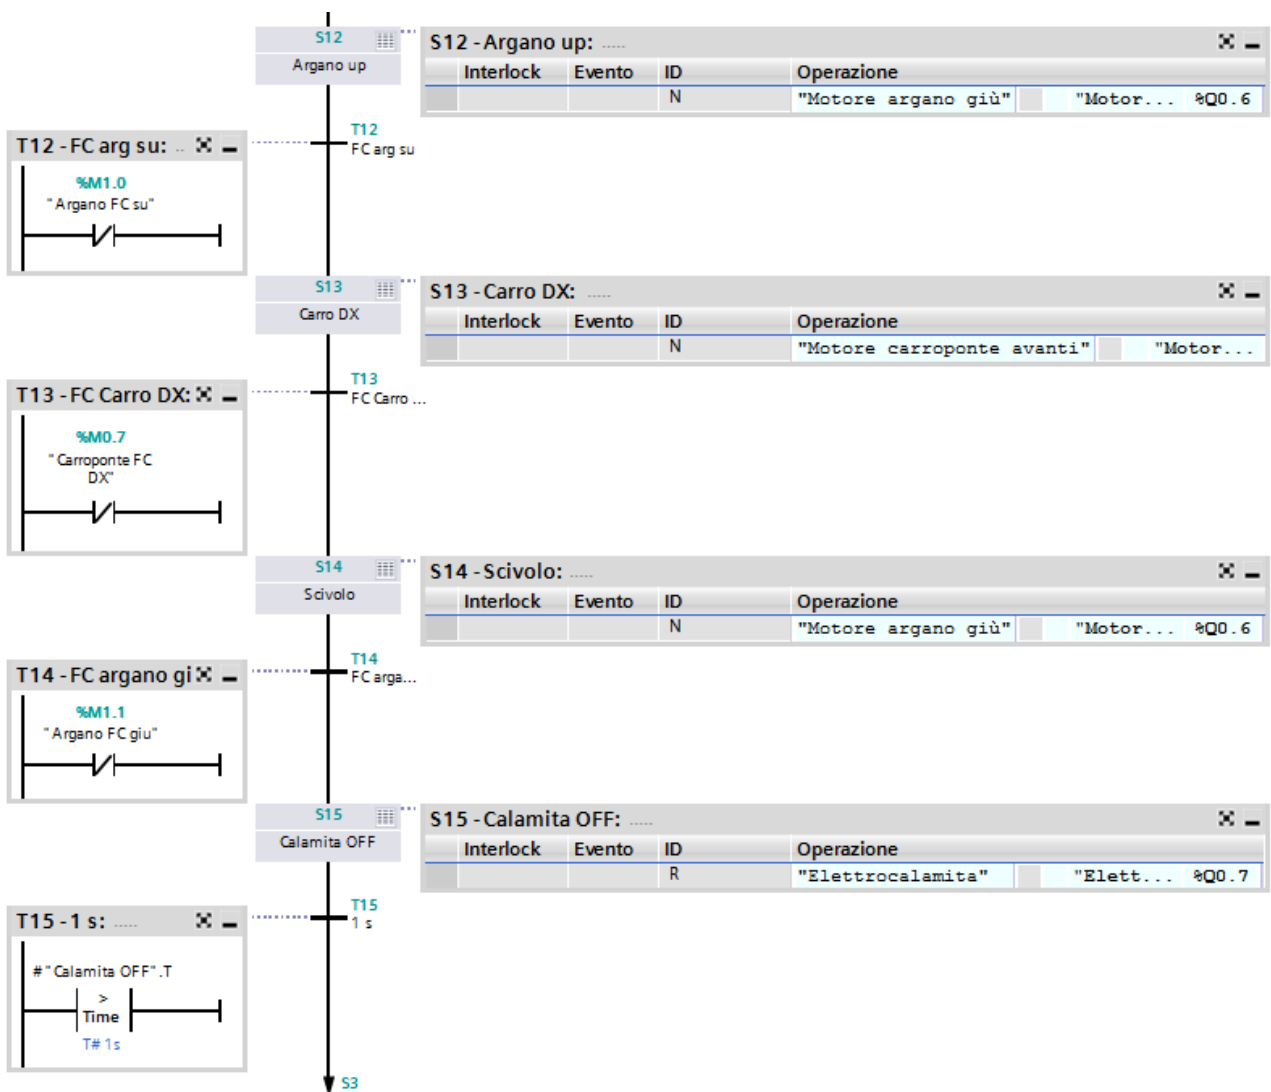 S12
Argano up
S12 - Argano up: .....
Interlock Evento ID Operazione
N "Motore argano giù" "Motor... %Q0.6
T12
FC arg su
T12 - FC arg su: ..
%M1.0
"Argano FC su"
S13
Carro DX
S13 - Carro DX: .....
Interlock Evento ID Operazione
N "Motore carroponte avanti" "Motor...
T13
FC Carro ...
T13 - FC Carro DX:
%M0.7
"Carroponte FC
DX"
S14
Scivolo
S14 - Scivolo: .....
Interlock Evento ID Operazione
N "Motore argano giù" "Motor... %Q0.6
T14
FC arga...
T14 - FC argano gi
%M1.1
"Argano FC giu"
S15
Calamita OFF
S15 - Calamita OFF: .....
Interlock Evento ID Operazione
R "Elettrocalamita" "Elett... %Q0.7
T15
1 s
T15 - 1 s: .....
#"Calamita OFF".T
>
Time
T#1s
S3